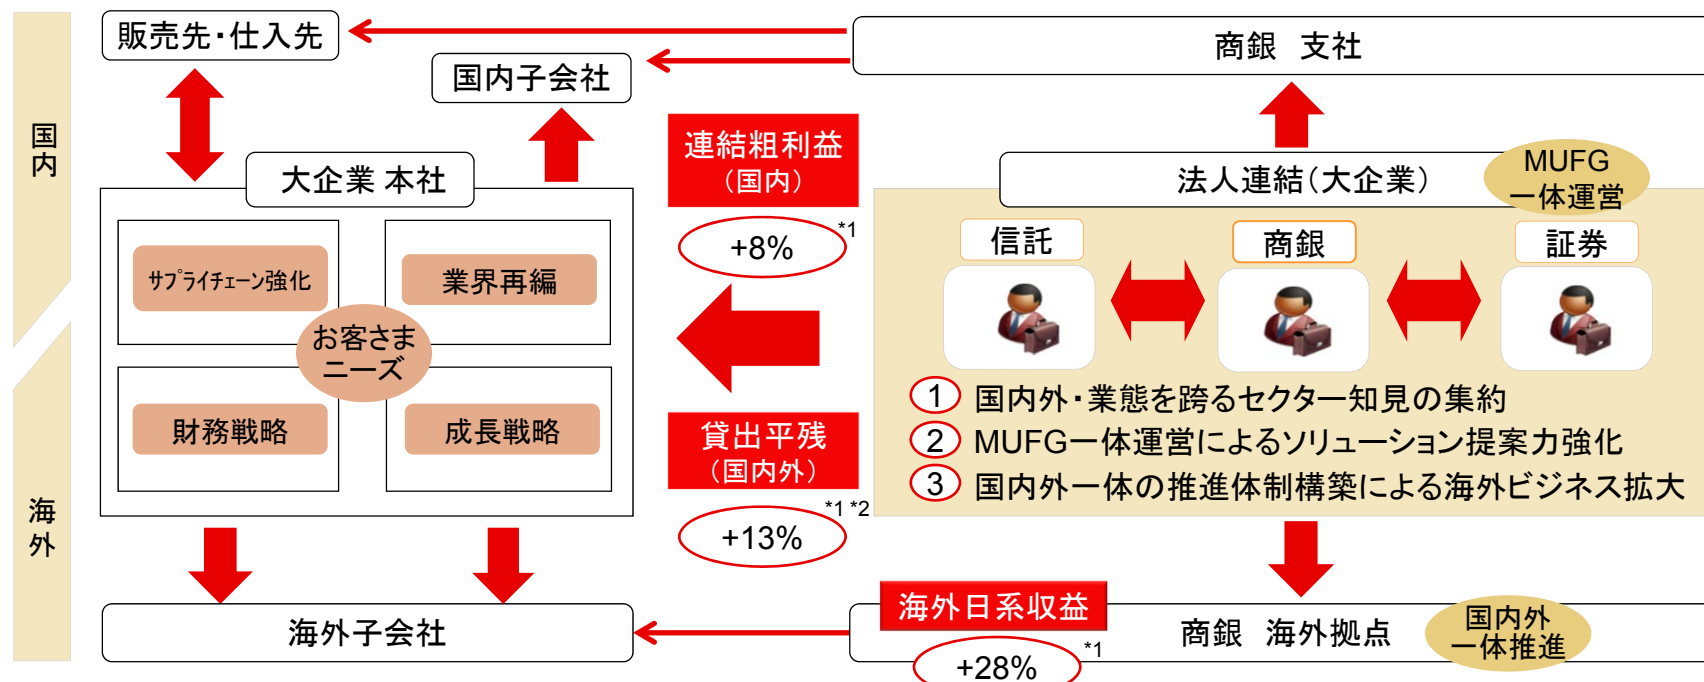 国内
海外
販売先・仕入先
国内子会社
商銀　支社
大企業 本社
サプライチェーン強化
業界再編
お客さま
ニーズ
財務戦略
成長戦略
海外子会社
連結粗利益
（国内）
+8%
*1
貸出平残
（国内外）
+13%
*1 *2
法人連結（大企業）
MUFG
一体運営
信託
商銀
証券
1 国内外・業態を跨るセクター知見の集約
2 MUFG一体運営によるソリューション提案力強化
3 国内外一体の推進体制構築による海外ビジネス拡大
海外日系収益
+28%
*1
商銀　海外拠点
国内外
一体推進